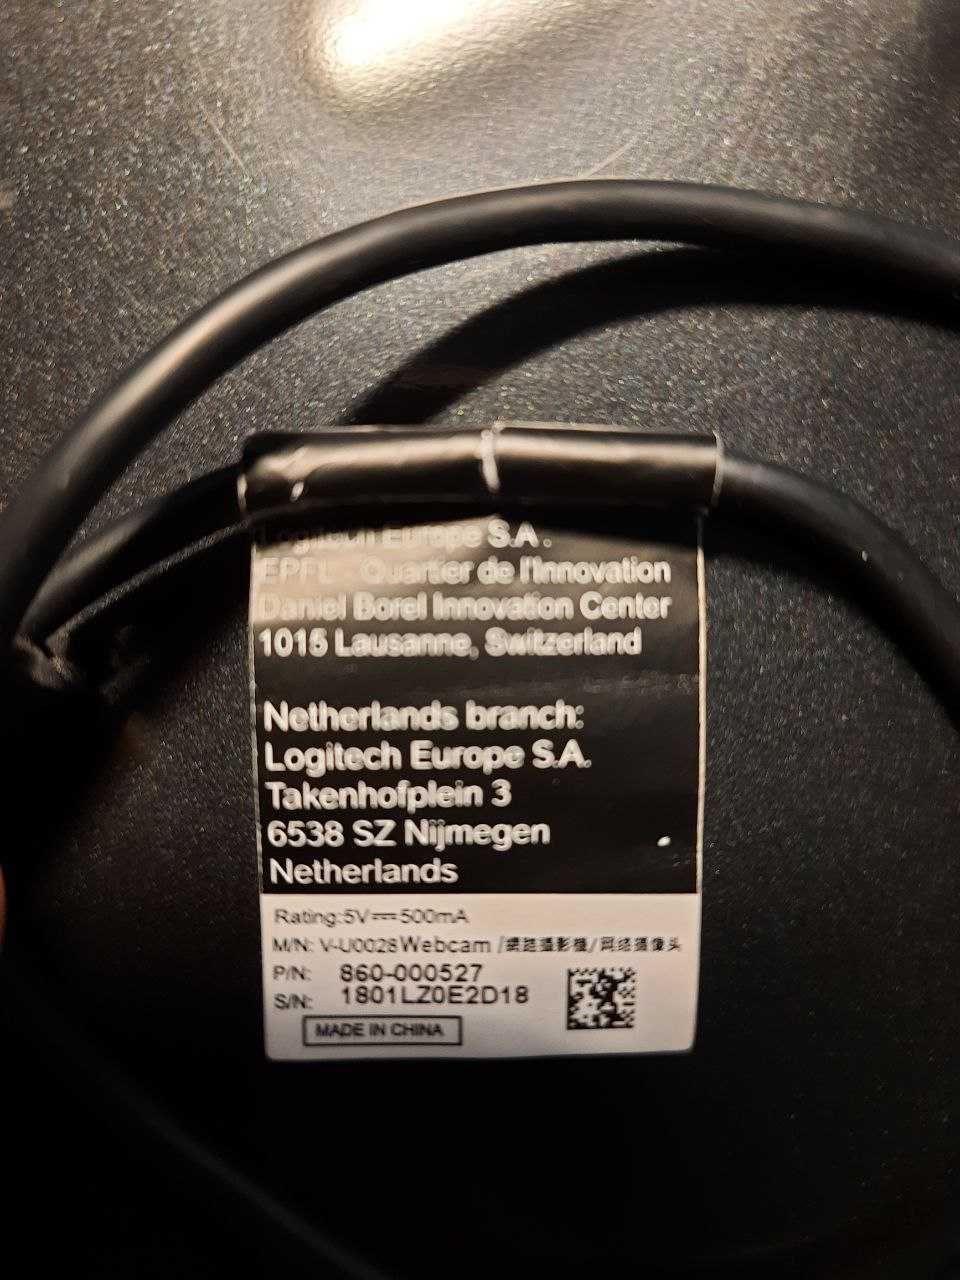 Logitech Europe S.A.
EPFL - Quartier de l'Innovation
Daniel Borel Innovation Center
1015 Lausanne, Switzerland
Netherlands branch:
Logitech Europe S.A.
Takenhofplein 3
6538 SZ Nijmegen
Netherlands
Rating:5V⎓500mA
M/N: V-U0028 Webcam /網路攝影機/网络摄像头
P/N: 860-000527
S/N: 1801LZ0E2D18
MADE IN CHINA